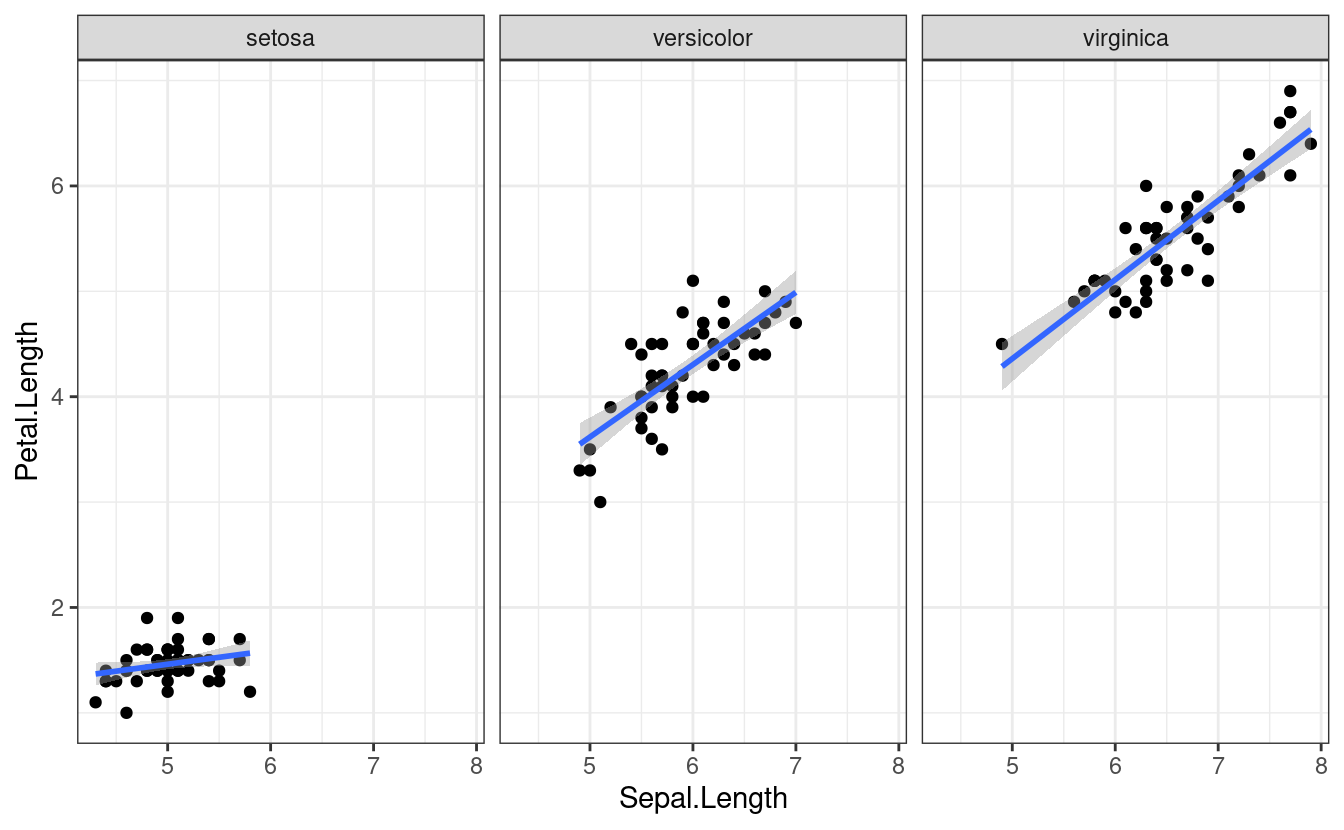 setosa
versicolor
virginica
Petal.Length
6
4
2
5 6 7 8
5 6 7 8
5 6 7 8
Sepal.Length